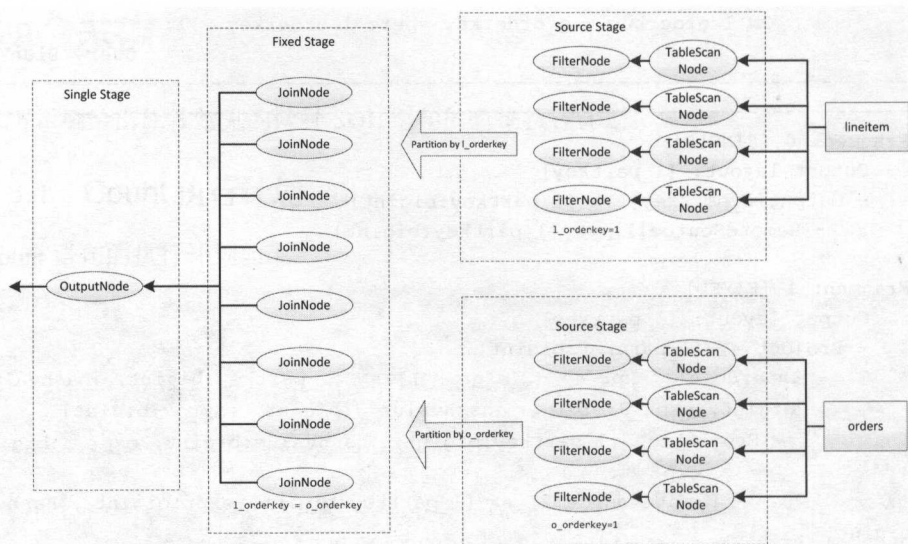 Single Stage
OutputNode
Fixed Stage
JoinNode
JoinNode
JoinNode
JoinNode
JoinNode
JoinNode
JoinNode
JoinNode
1_orderkey = o_orderkey
Partition by l_orderkey
Partition by o_orderkey
Source Stage
FilterNode
TableScan
Node
FilterNode
TableScan
Node
FilterNode
TableScan
Node
FilterNode
TableScan
Node
1_orderkey=1
lineitem
Source Stage
FilterNode
TableScan
Node
FilterNode
TableScan
Node
FilterNode
TableScan
Node
FilterNode
TableScan
Node
o_orderkey=1
orders